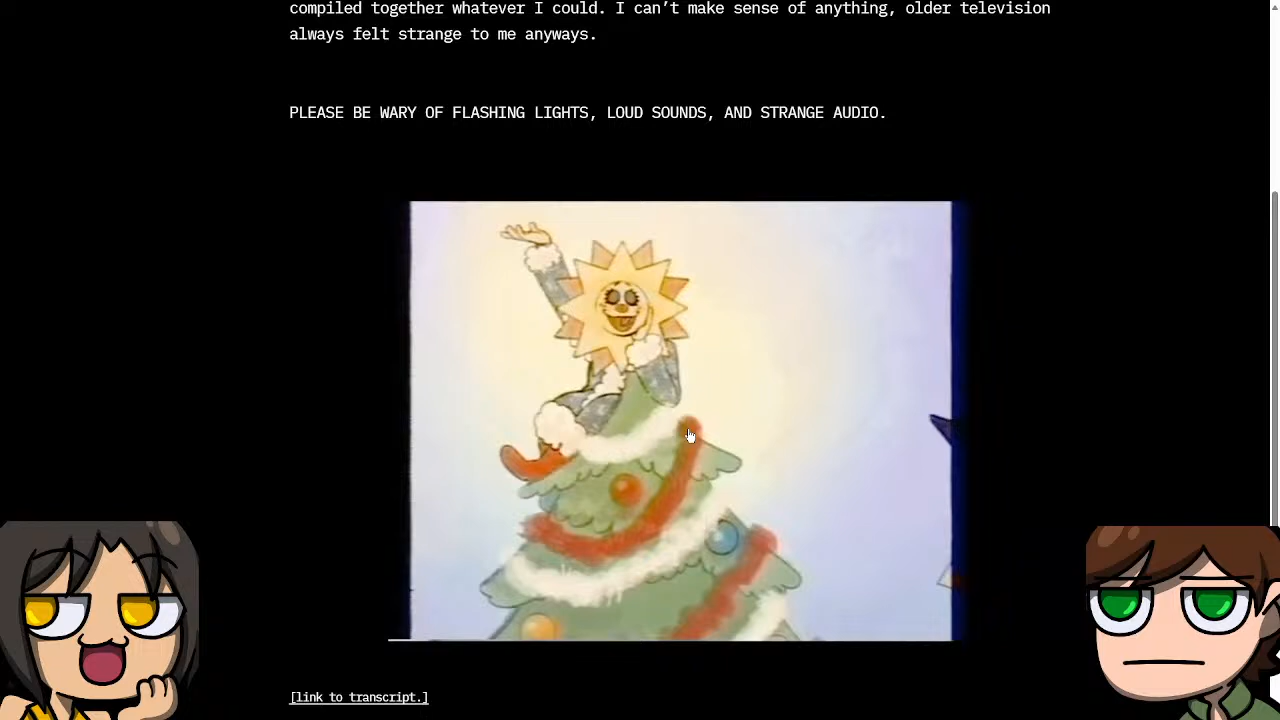 compiled together whatever I could. I can’t make sense of anything, older television
always felt strange to me anyways.
PLEASE BE WARY OF FLASHING LIGHTS, LOUD SOUNDS, AND STRANGE AUDIO.
[link to transcript.]